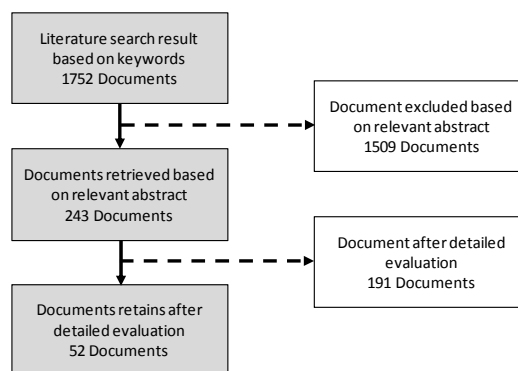 Literature search result
based on keywords
1752 Documents
Document excluded based
on relevant abstract
1509 Documents
Documents retrieved based
on relevant abstract
243 Documents
Document after detailed
evaluation
191 Documents
Documents retains after
detailed evaluation
52 Documents